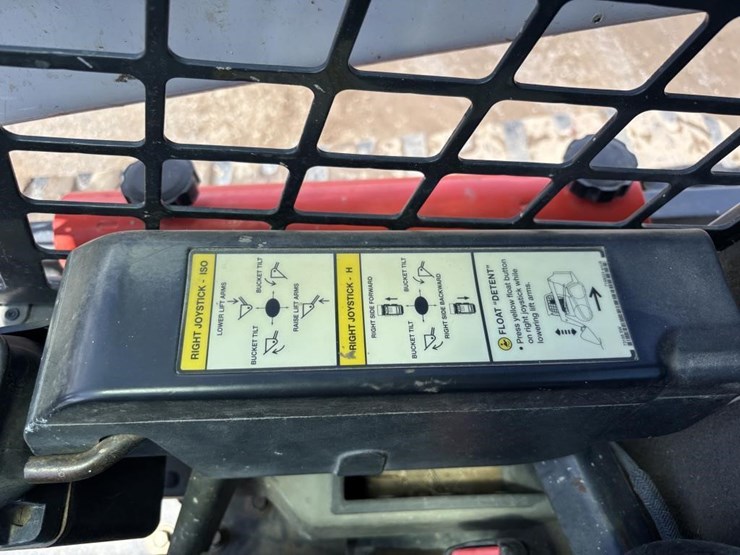 RIGHT JOYSTICK - ISO
LOWER LIFT ARMS
BUCKET TILT
BUCKET TILT
RAISE LIFT ARMS
RIGHT JOYSTICK - H
RIGHT SIDE FORWARD
BUCKET TILT
BUCKET TILT
RIGHT SIDE BACKWARD
FLOAT "DETENT"
• Press yellow float button
on right joystick while
lowering lift arms.